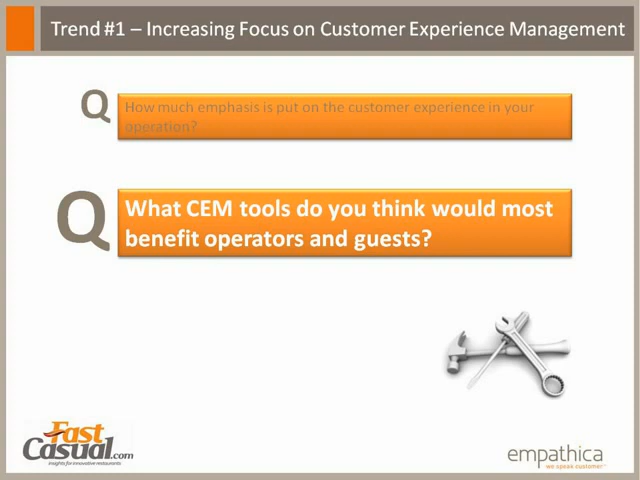 Trend #1 – Increasing Focus on Customer Experience Management
Q
How much emphasis is put on the customer experience in your
operation?
Q
What CEM tools do you think would most
benefit operators and guests?
Fast
Casual.com
insights for innovative restaurants
empathica
we speak customer™